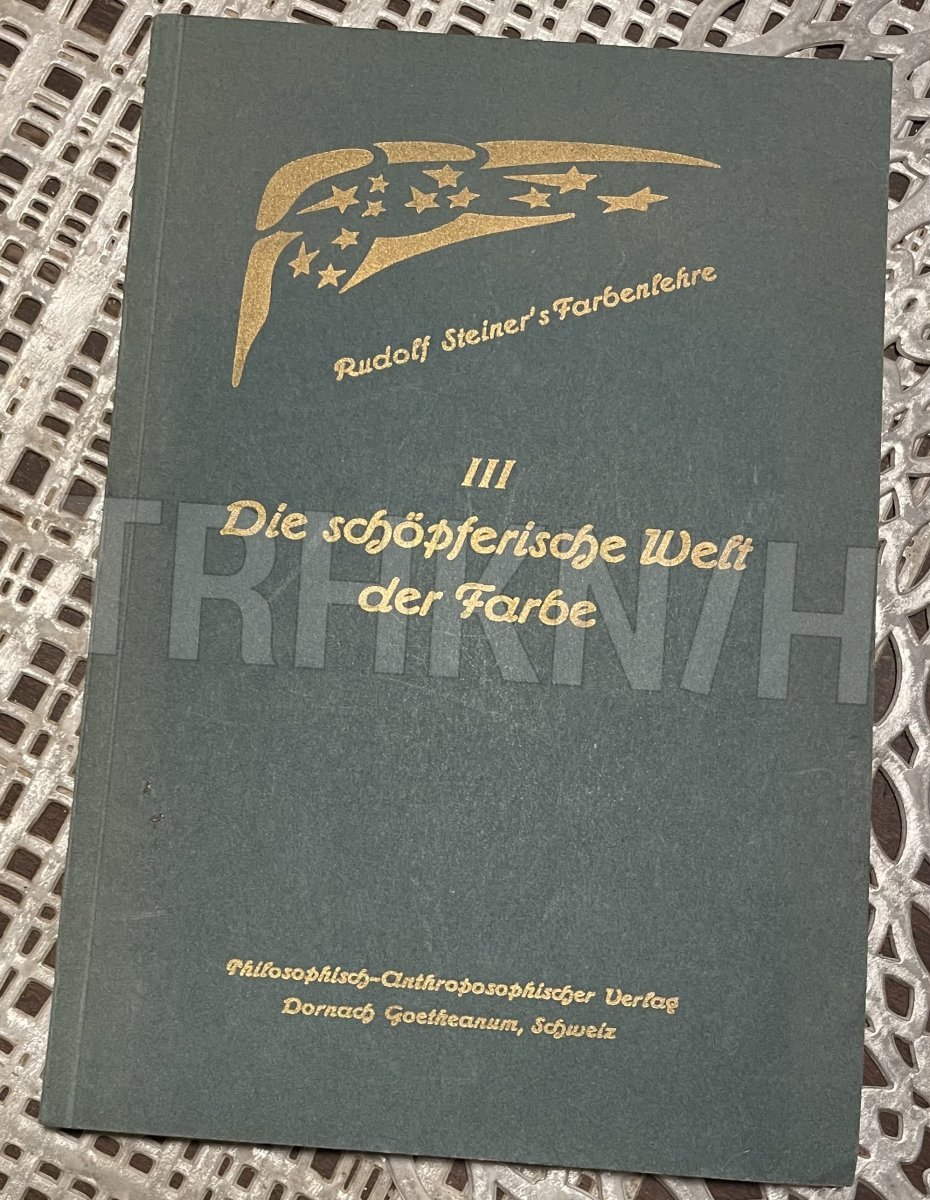 Rudolf Steiner's Farbenlehre
III
Die schöpferische Welt
der Farbe
TRHKN/H
Philosophisch-Anthroposophischer Verlag
Dornach Goetheanum, Schweiz